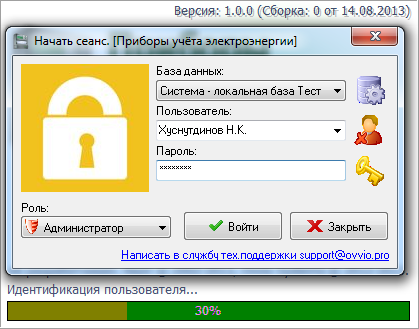 Версия: 1.0.0 (Сборка: 0 от 14.08.2013)
Начать сеанс. [Приборы учёта электроэнергии]
База данных:
Система - локальная база Тест
Пользователь:
Хуснутдинов Н.К.
Пароль:
********
Роль:
Администратор
Войти
Закрыть
Написать в службу тех.поддержки support@ovvio.pro
Идентификация пользователя...
30%